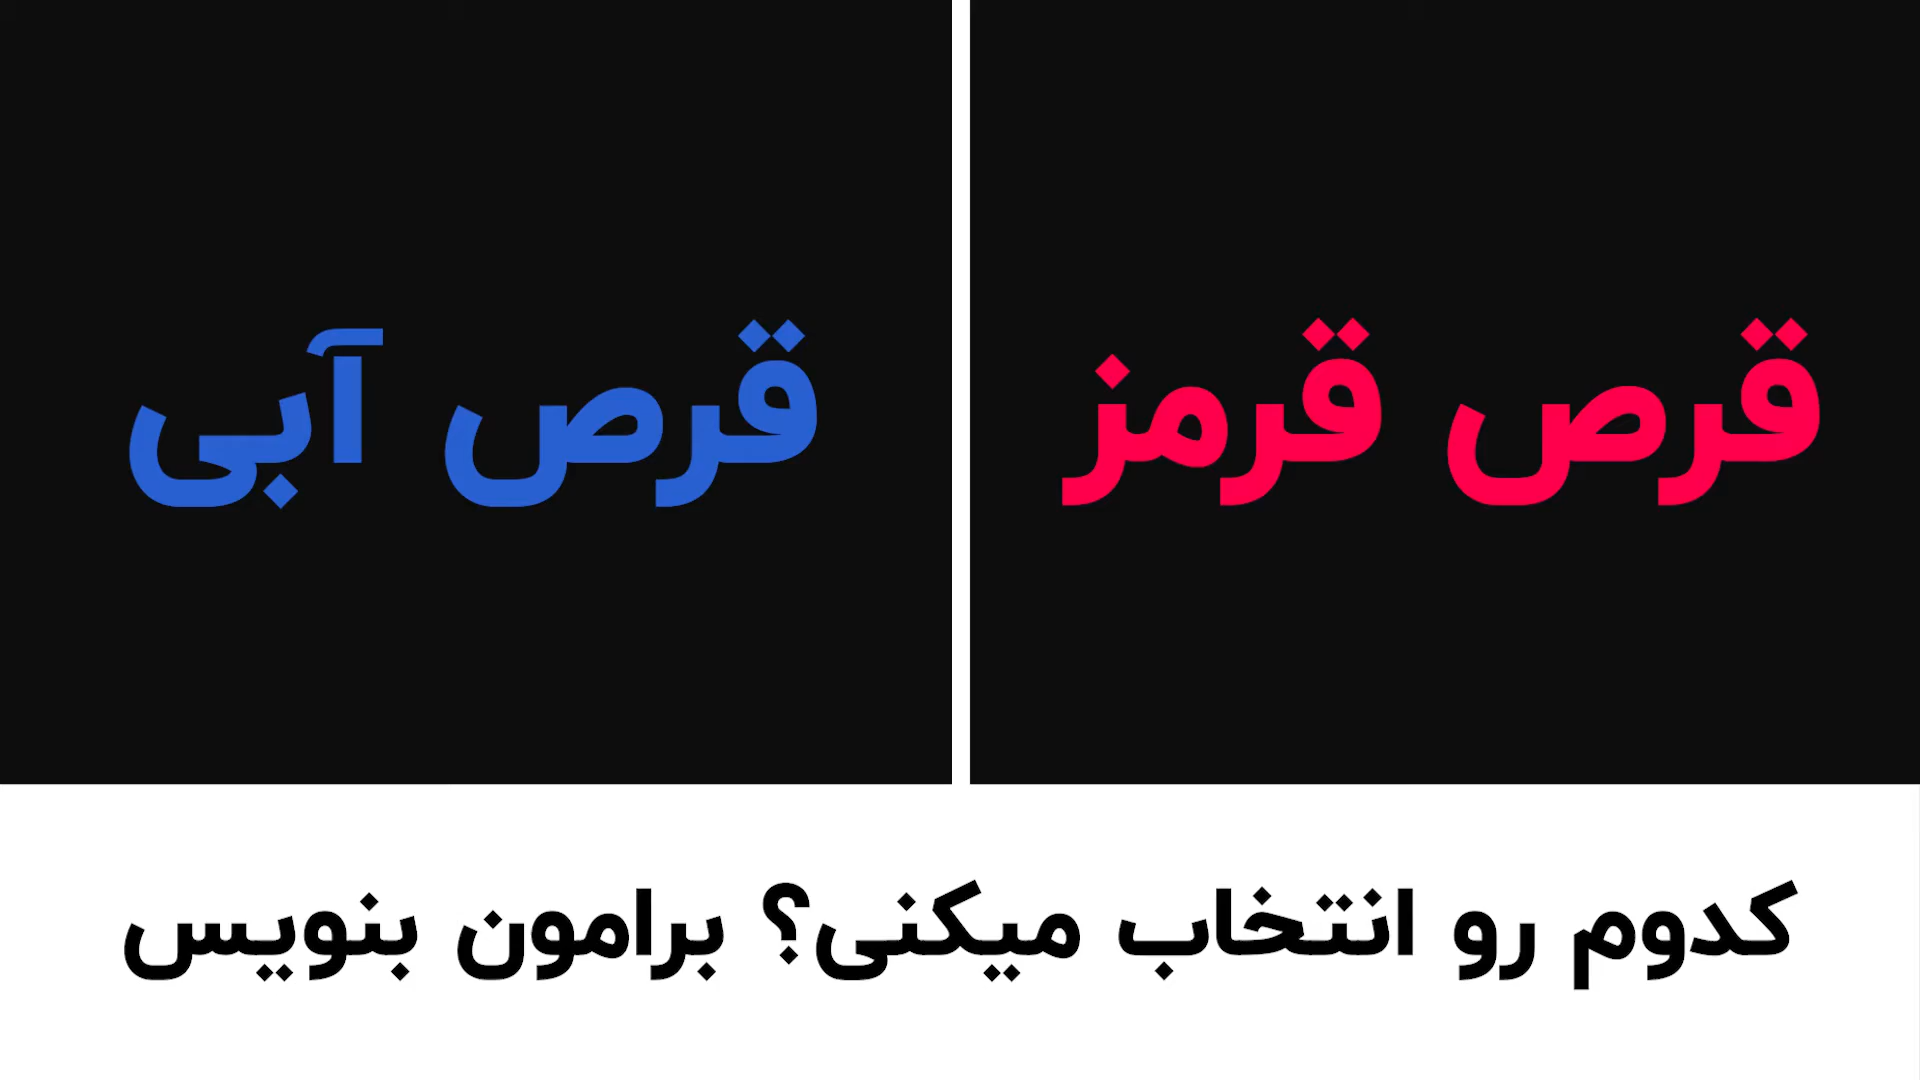 قرص قرمز
قرص آبی
کدوم رو انتخاب میکنی؟ برامون بنویس